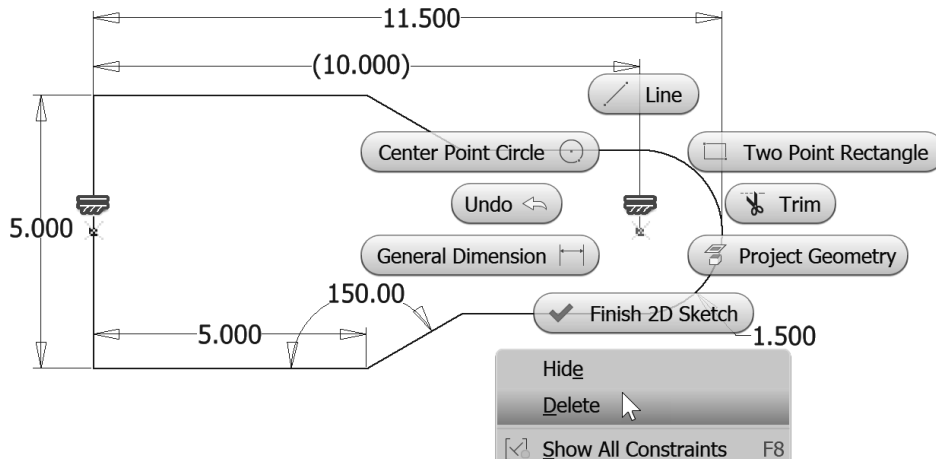 11.500
(10.000)
Line
Center Point Circle
Two Point Rectangle
Undo
Trim
5.000
General Dimension
Project Geometry
150.00
Finish 2D Sketch
5.000
1.500
Hide
Delete
Show All Constraints F8